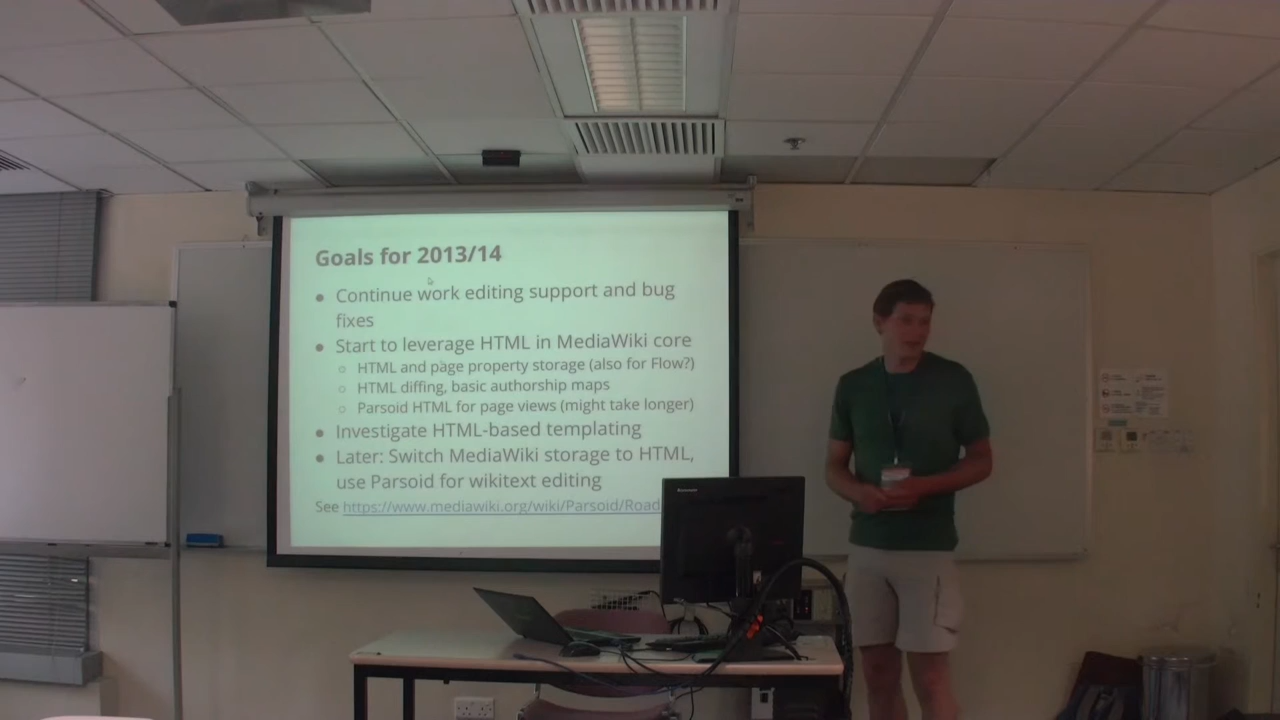 Goals for 2013/14
● Continue work editing support and bug
fixes
● Start to leverage HTML in MediaWiki core
○ HTML and page property storage (also for Flow?)
○ HTML diffing, basic authorship maps
○ Parsoid HTML for page views (might take longer)
● Investigate HTML-based templating
● Later: Switch MediaWiki storage to HTML,
use Parsoid for wikitext editing
See https://www.mediawiki.org/wiki/Parsoid/Road
lenovo